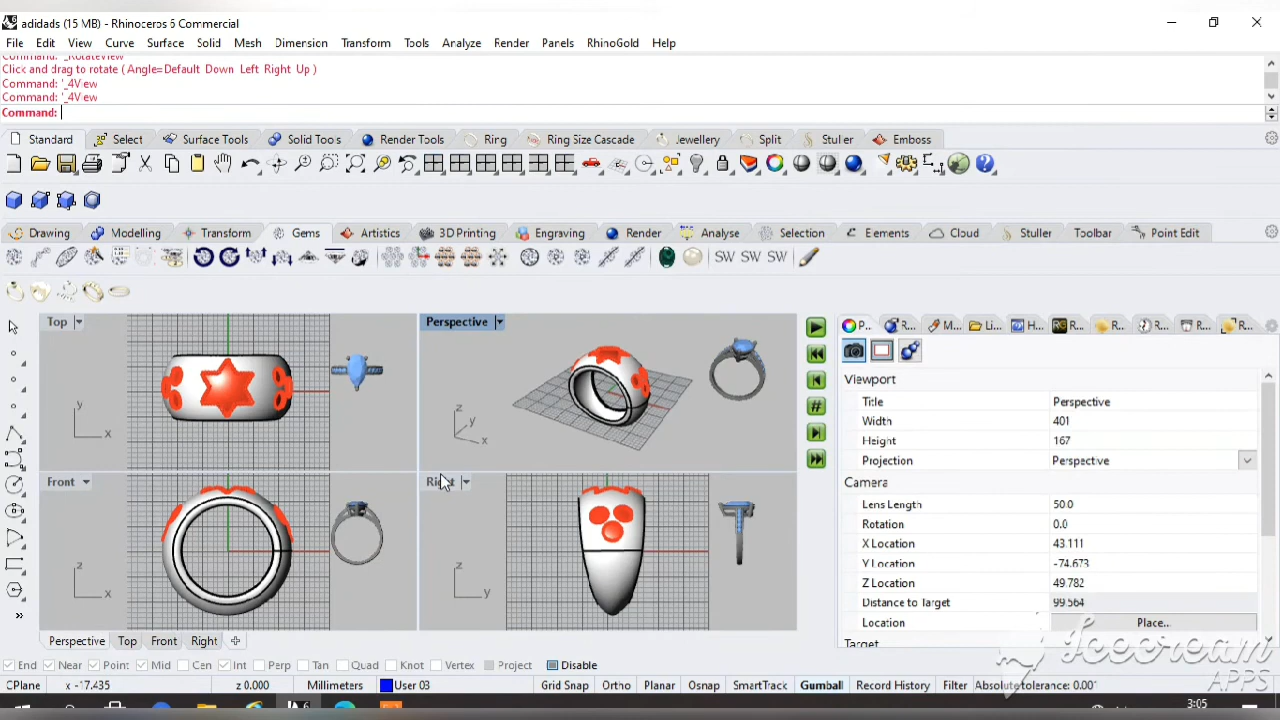 adidads (15 MB) - Rhinoceros 6 Commercial
File Edit View Curve Surface Solid Mesh Dimension Transform Tools Analyze Render Panels RhinoGold Help
Command: '_RotateView
Click and drag to rotate ( Angle=Default Down Left Right Up )
Command: '_4View
Command: '_4View
Command:
Standard Select Surface Tools Solid Tools Render Tools Ring Ring Size Cascade Jewellery Split Stuller Emboss
Drawing Modelling Transform Gems Artistics 3D Printing Engraving Render Analyse Selection Elements Cloud Stuller Toolbar Point Edit
SW SW SW
Top
Perspective
P... R... M... Li... H... R... R... R... R... R...
Viewport
Title Perspective
Width 401
Height 167
Projection Perspective
Front
Right
Camera
Lens Length 50.0
Rotation 0.0
X Location 43.111
Y Location -74.673
Z Location 49.782
Distance to Target 99.564
Location Place...
Target
Perspective Top Front Right
End Near Point Mid Cen Int Perp Tan Quad Knot Vertex Project Disable
CPlane x -17.435 z 0.000 Millimeters User 03 Grid Snap Ortho Planar Osnap SmartTrack Gumball Record History Filter Absolute tolerance: 0.001
Icecream
APPS
3:05